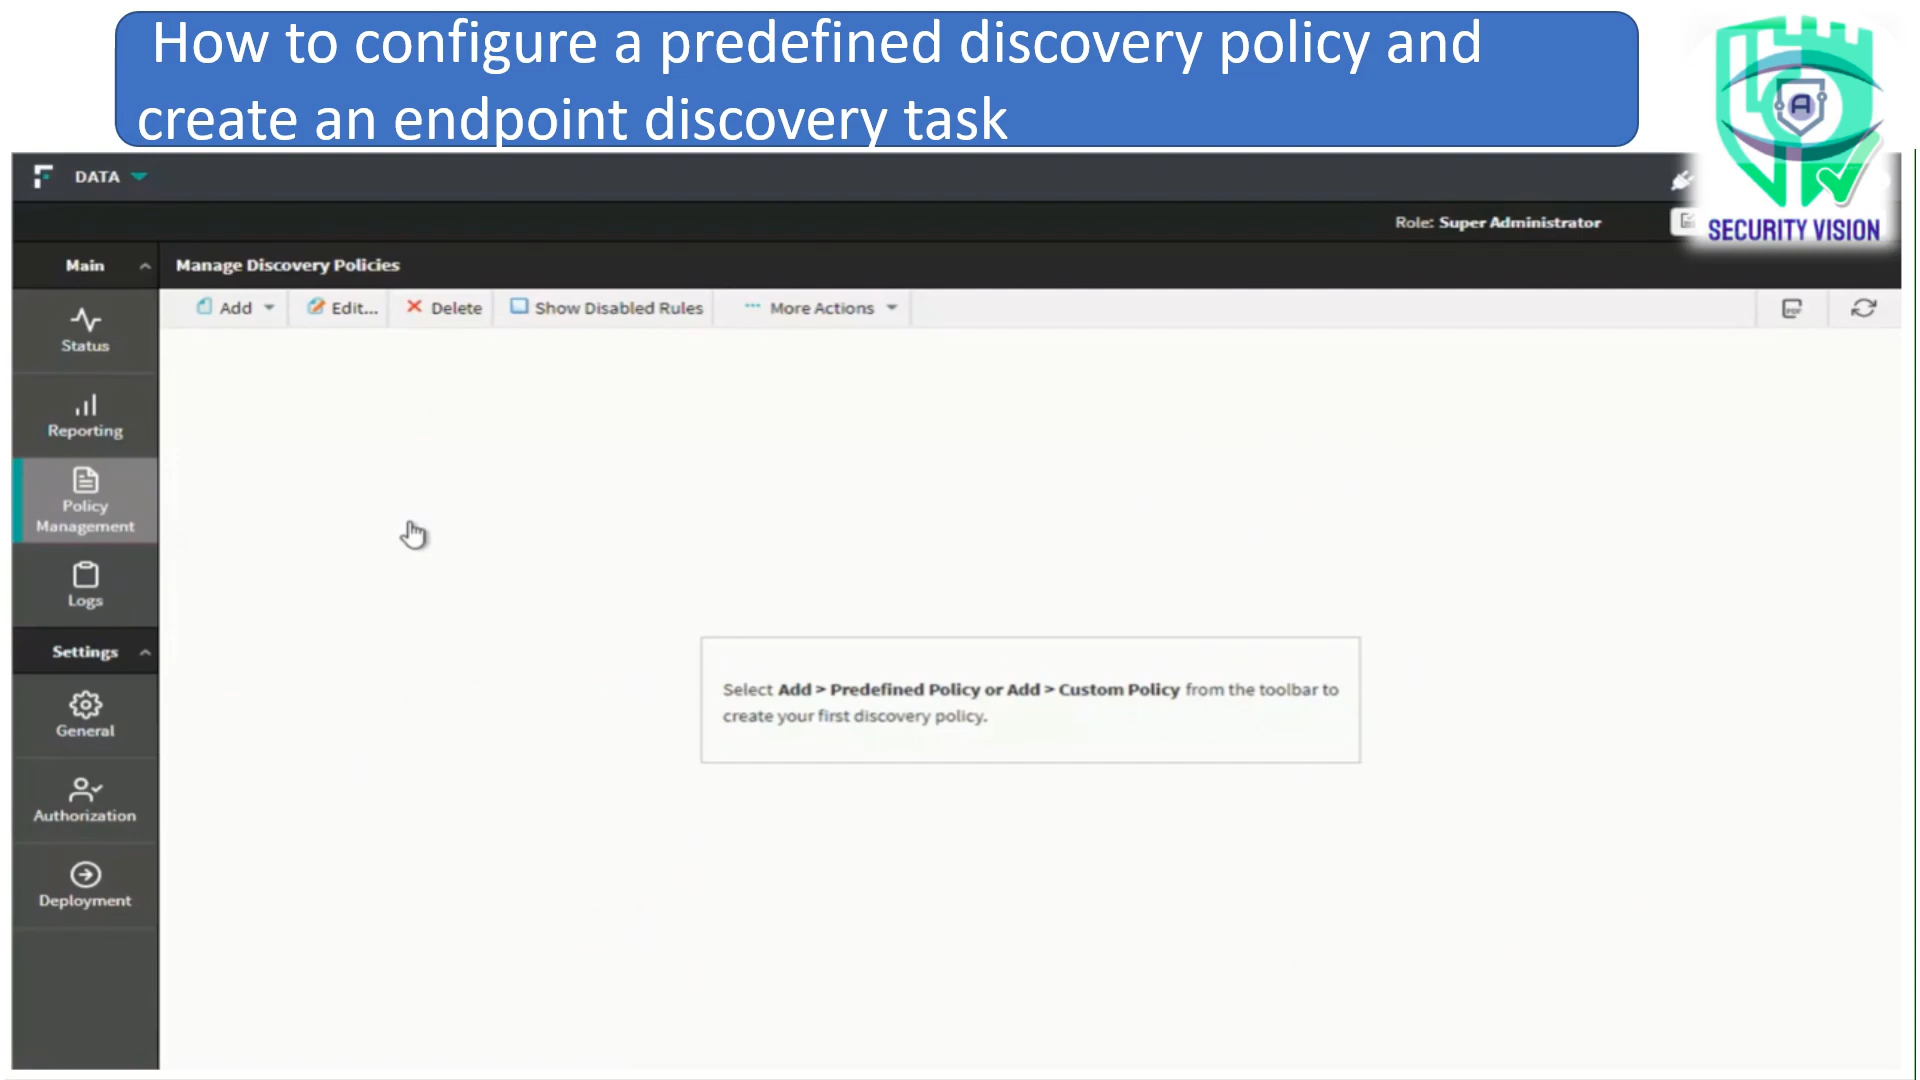 How to configure a predefined discovery policy and
create an endpoint discovery task
DATA
Role: Super Administrator
SECURITY VISION
Main
Manage Discovery Policies
Add
Edit...
Delete
Show Disabled Rules
More Actions
PDF
Status
Reporting
Policy
Management
Logs
Settings
General
Authorization
Deployment
Select Add > Predefined Policy or Add > Custom Policy from the toolbar to
create your first discovery policy.
A